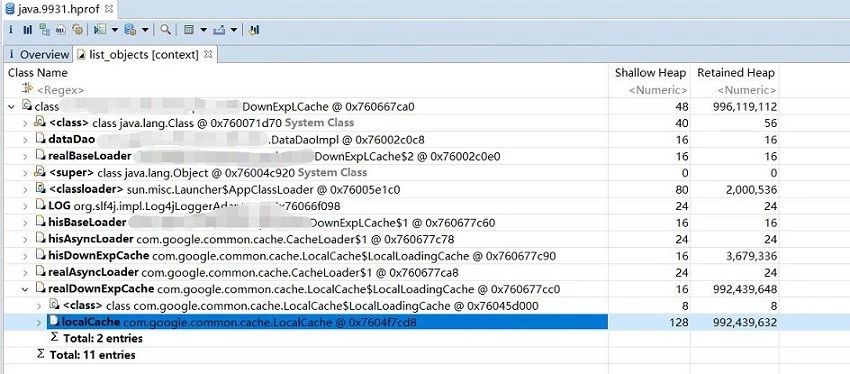 java.9931.hprof
i Overview list_objects [context]
Class Name Shallow Heap Retained Heap
<Regex> <Numeric> <Numeric>
class DownExpLCache @ 0x760667ca0 48 996,119,112
<class> class java.lang.Class @ 0x760071d70 System Class 40 56
dataDao .DataDaoImpl @ 0x76002c0c8 16 16
realBaseLoader DownExpLCache$2 @ 0x76002c0e0 16 16
<super> class java.lang.Object @ 0x76004c920 System Class 0 0
<classloader> sun.misc.Launcher$AppClassLoader @ 0x76005e1c0 80 2,000,536
LOG org.slf4j.impl.Log4jLoggerAdap 76066f098 24 24
hisBaseLoader DownExpLCache$1 @ 0x760677c60 16 16
hisAsyncLoader com.google.common.cache.CacheLoader$1 @ 0x760677c78 24 24
hisDownExpCache com.google.common.cache.LocalCache$LocalLoadingCache @ 0x760677c90 16 3,679,336
realAsyncLoader com.google.common.cache.CacheLoader$1 @ 0x760677ca8 24 24
realDownExpCache com.google.common.cache.LocalCache$LocalLoadingCache @ 0x760677cc0 16 992,439,648
<class> class com.google.common.cache.LocalCache$LocalLoadingCache @ 0x76045d000 8 8
localCache com.google.common.cache.LocalCache @ 0x7604f7cd8 128 992,439,632
Σ Total: 2 entries
Σ Total: 11 entries